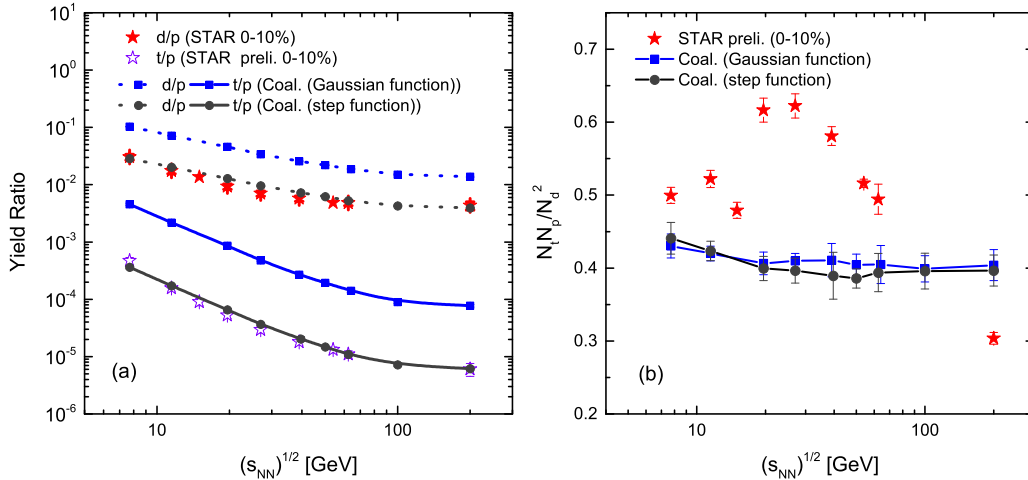 10^1
10^0
10^-1
10^-2
10^-3
10^-4
10^-5
10^-6
Yield Ratio
d/p (STAR 0-10%)
t/p (STAR  preli. 0-10%)
d/p t/p (Coal. (Gaussian function))
d/p t/p (Coal. (step function))
(a)
10 100
(s_NN)^1/2 [GeV]
0.7
0.6
0.5
0.4
0.3
0.2
N_tN_p/N_d^2
STAR preli. (0-10%)
Coal. (Gaussian function)
Coal. (step function)
(b)
10 100
(s_NN)^1/2 [GeV]